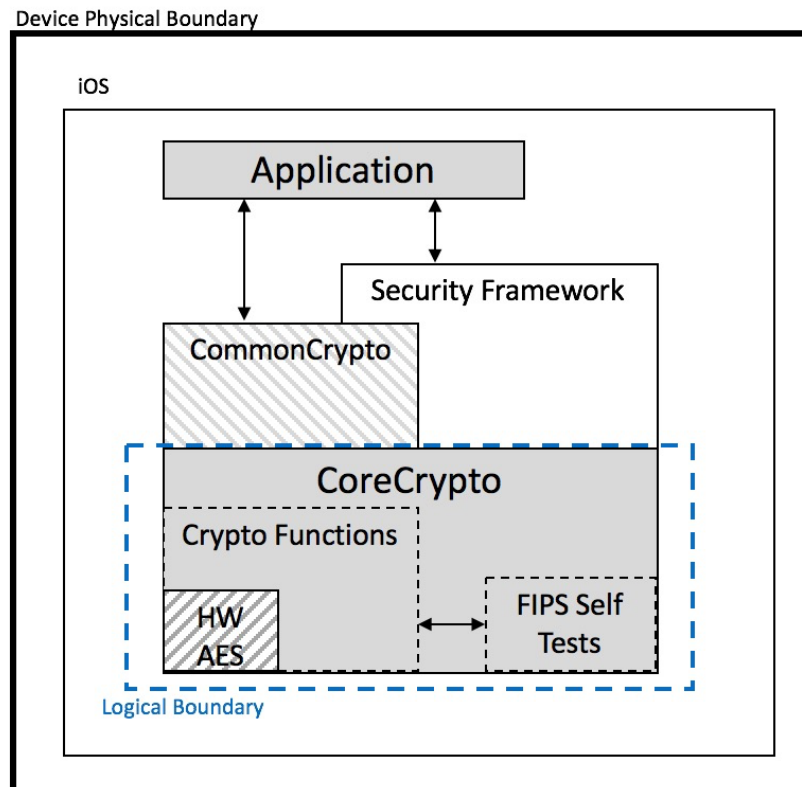 Device Physical Boundary
iOS
Application
Security Framework
CommonCrypto
CoreCrypto
Crypto Functions
HW
AES
FIPS Self
Tests
Logical Boundary